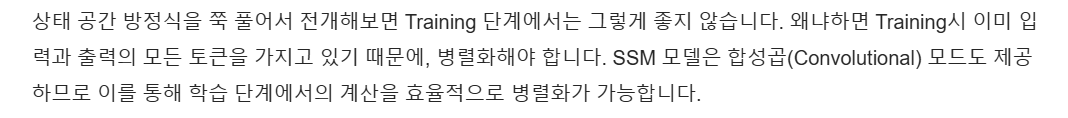 상태 공간 방정식을 쭉 풀어서 전개해보면 Training 단계에서는 그렇게 좋지 않습니다. 왜냐하면 Training시 이미 입
력과 출력의 모든 토큰을 가지고 있기 때문에, 병렬화해야 합니다. SSM 모델은 합성곱(Convolutional) 모드도 제공
하므로 이를 통해 학습 단계에서의 계산을 효율적으로 병렬화가 가능합니다.